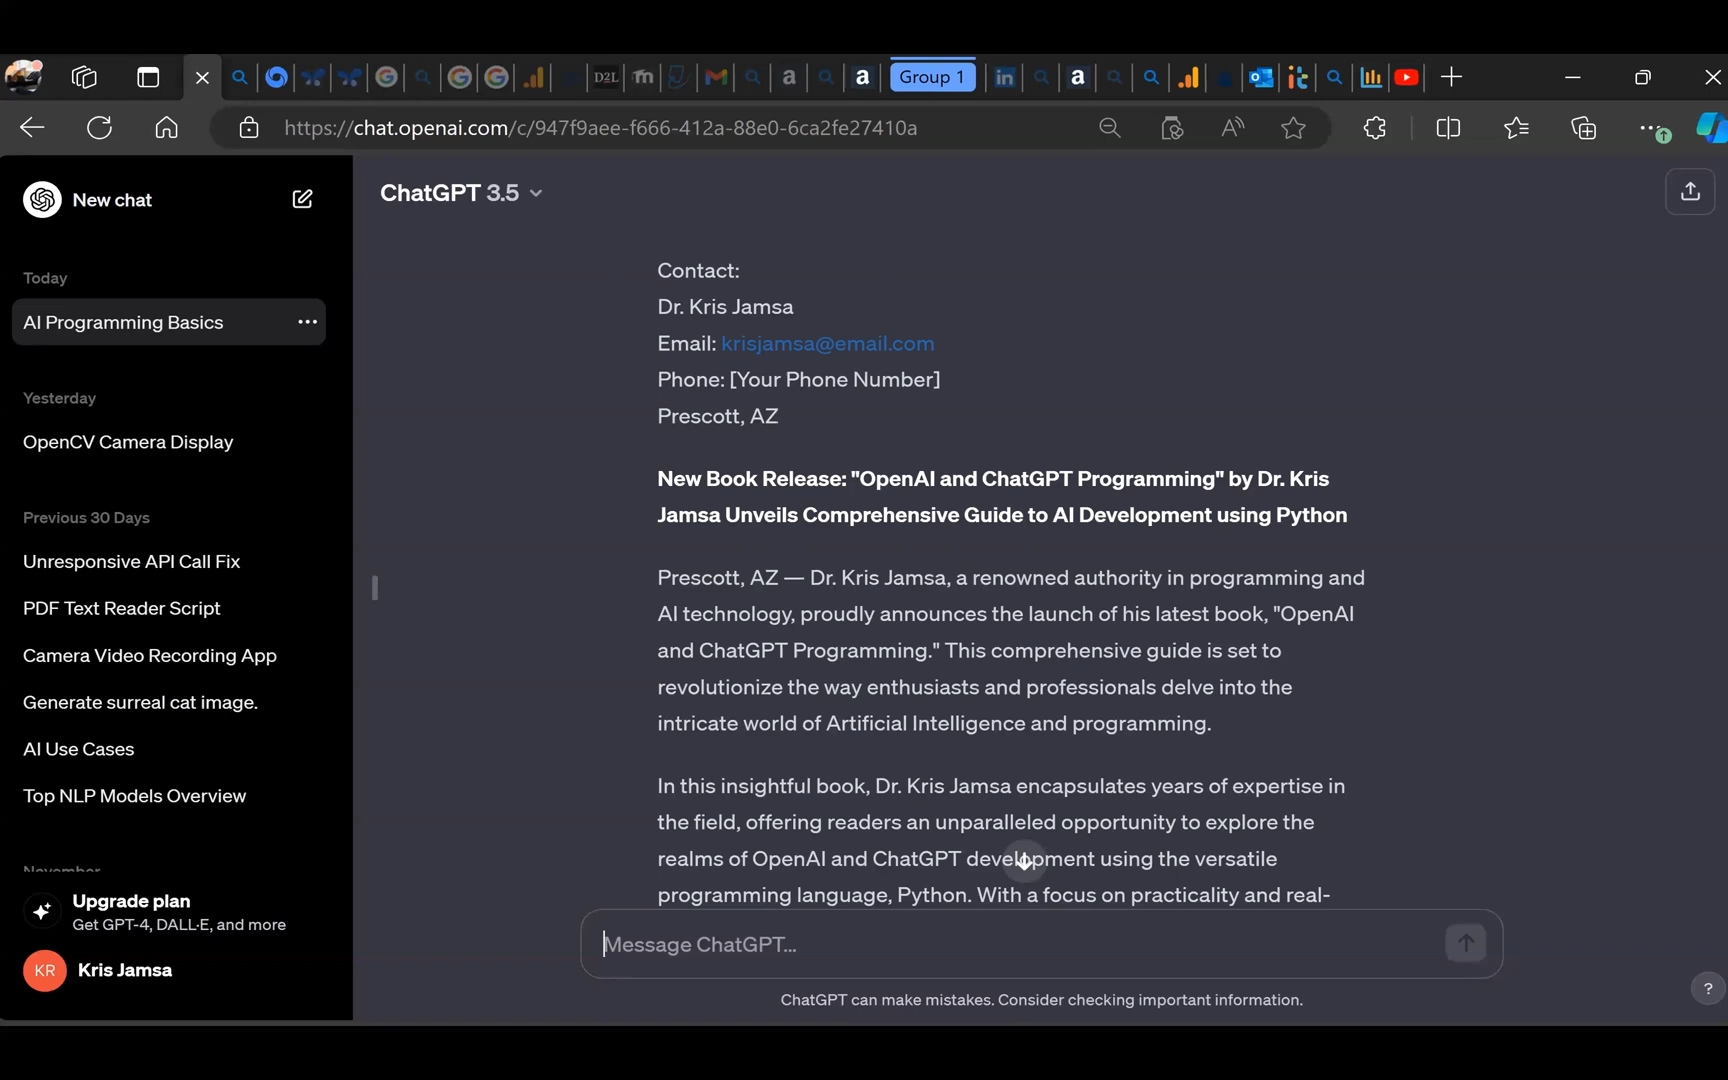 D2L
a
a
Group 1
in
a
https://chat.openai.com/c/947f9aee-f666-412a-88e0-6ca2fe27410a
New chat
ChatGPT 3.5
Today
AI Programming Basics
Yesterday
OpenCV Camera Display
Previous 30 Days
Unresponsive API Call Fix
PDF Text Reader Script
Camera Video Recording App
Generate surreal cat image.
AI Use Cases
Top NLP Models Overview
November
Upgrade plan
Get GPT-4, DALL·E, and more
KR
Kris Jamsa
Contact:
Dr. Kris Jamsa
Email: krisjamsa@email.com
Phone: [Your Phone Number]
Prescott, AZ
New Book Release: "OpenAI and ChatGPT Programming" by Dr. Kris
Jamsa Unveils Comprehensive Guide to AI Development using Python
Prescott, AZ — Dr. Kris Jamsa, a renowned authority in programming and
AI technology, proudly announces the launch of his latest book, "OpenAI
and ChatGPT Programming." This comprehensive guide is set to
revolutionize the way enthusiasts and professionals delve into the
intricate world of Artificial Intelligence and programming.
In this insightful book, Dr. Kris Jamsa encapsulates years of expertise in
the field, offering readers an unparalleled opportunity to explore the
realms of OpenAI and ChatGPT development using the versatile
programming language, Python. With a focus on practicality and real-
Message ChatGPT...
ChatGPT can make mistakes. Consider checking important information.
?